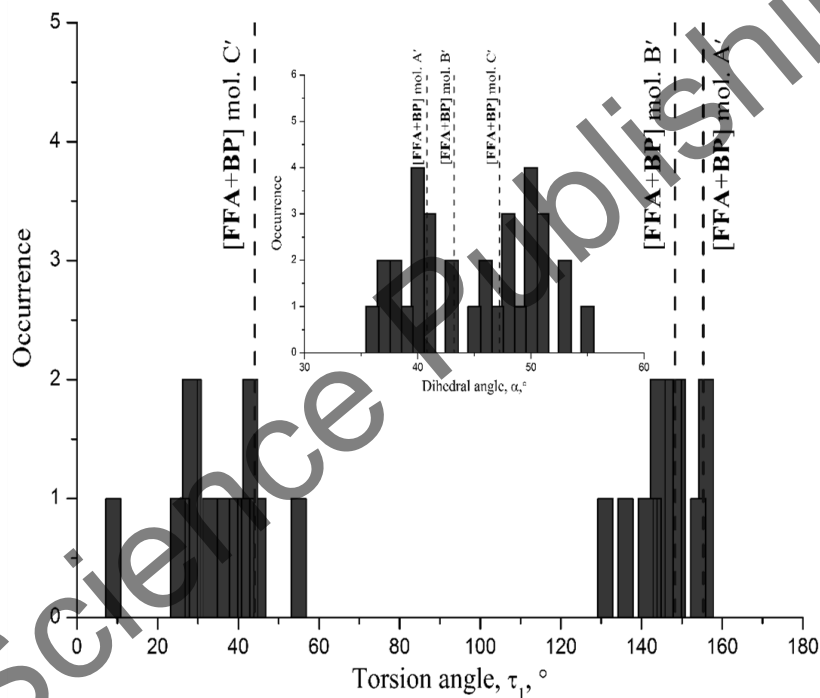 5
4
3
2
1
0
Occurrence
0 20 40 60 80 100 120 140 160 180
Torsion angle, τ₁, °
[FFA+BP] mol. C′
[FFA+BP] mol. B′
[FFA+BP] mol. A′
6
5
4
3
2
1
0
Occurrence
30 40 50 60
Dihedral angle, α,°
[FFA+BP] mol. A′
[FFA+BP] mol. B′
[FFA+BP] mol. C′
Science Publishi